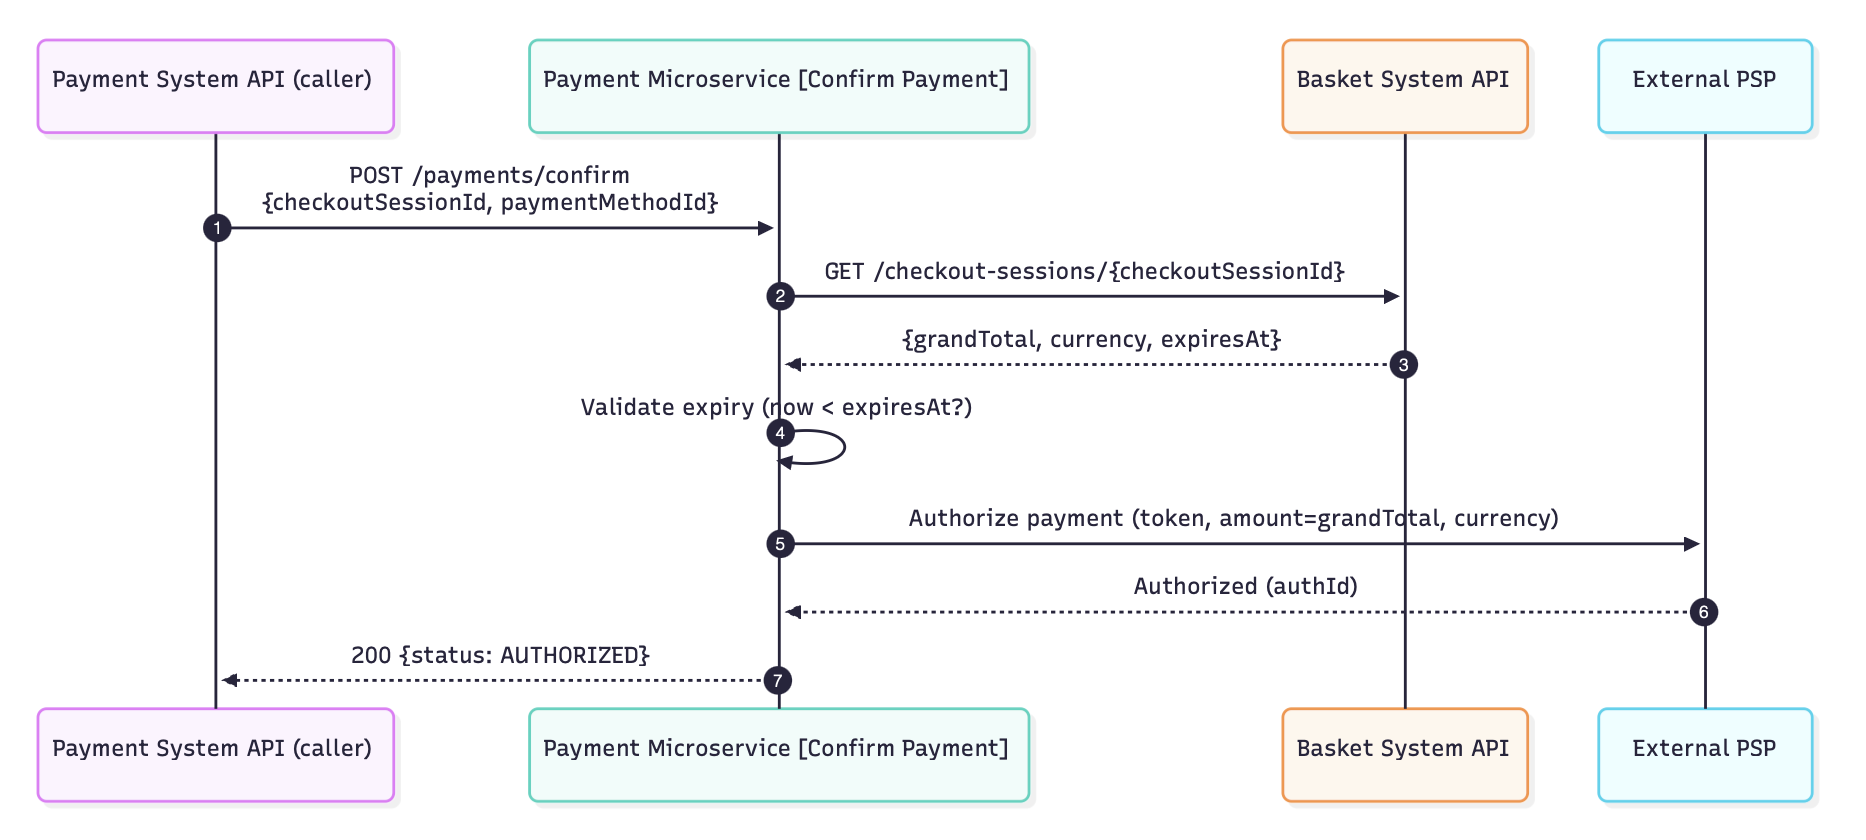 Payment System API (caller)
Payment Microservice [Confirm Payment]
Basket System API
External PSP
POST /payments/confirm
{checkoutSessionId, paymentMethodId}
1
GET /checkout-sessions/{checkoutSessionId}
2
{grandTotal, currency, expiresAt}
3
Validate expiry (now < expiresAt?)
4
Authorize payment (token, amount=grandTotal, currency)
5
Authorized (authId)
6
200 {status: AUTHORIZED}
7
Payment System API (caller)
Payment Microservice [Confirm Payment]
Basket System API
External PSP